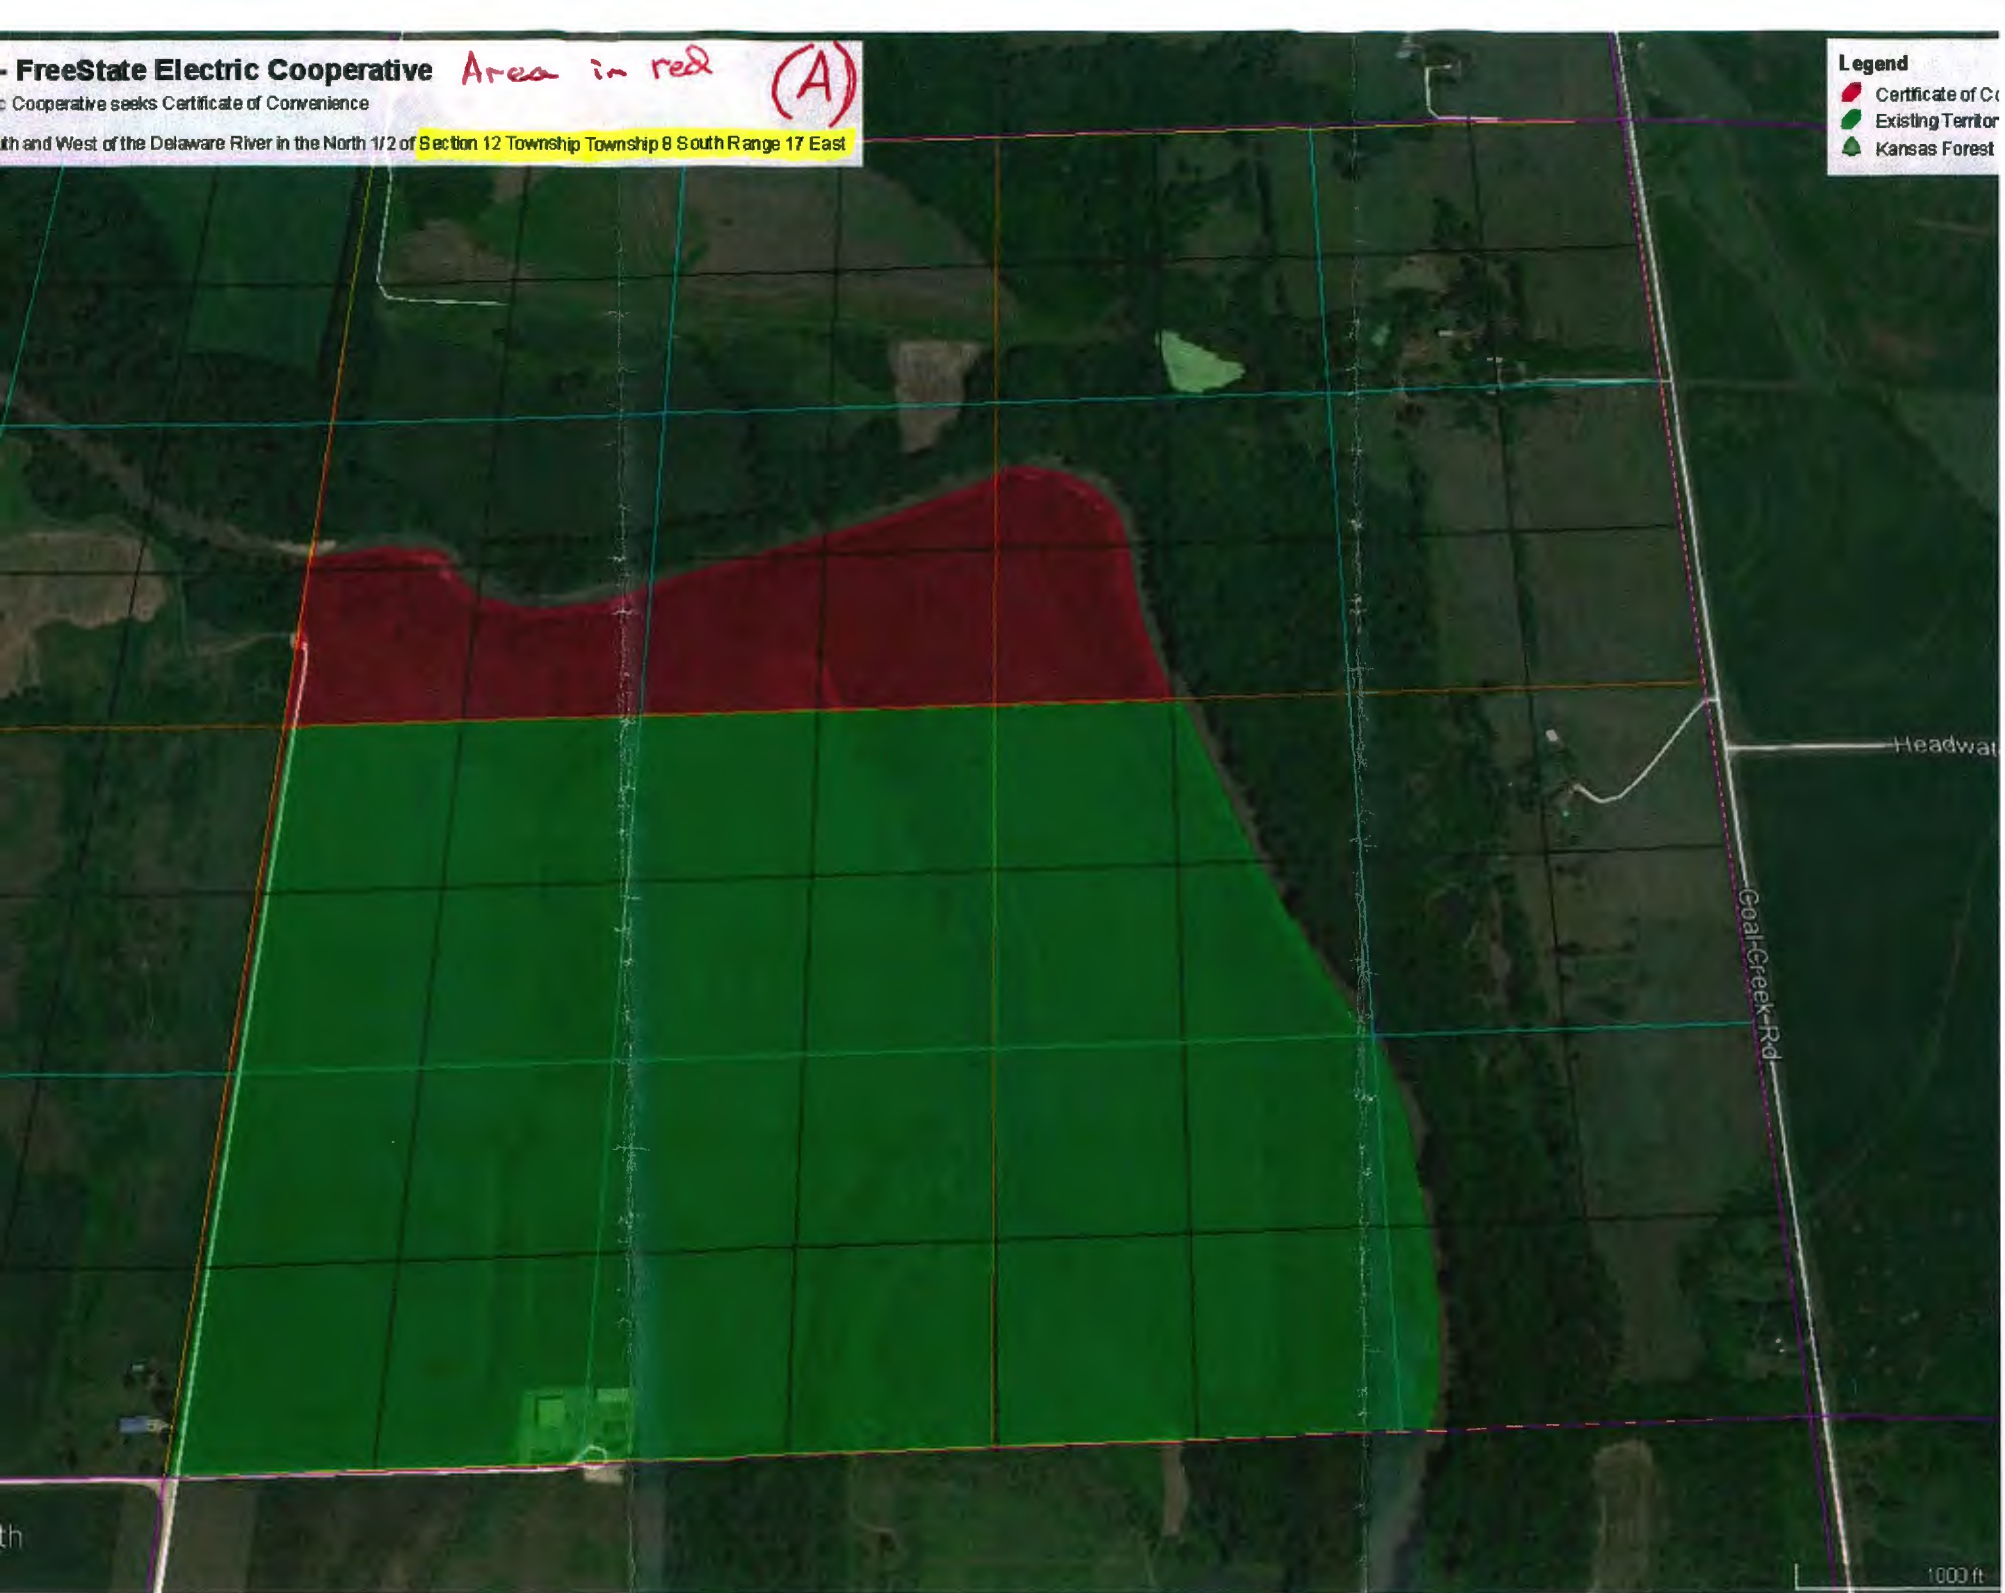 - FreeState Electric Cooperative Area in red (A)
c Cooperative seeks Certificate of Convenience
th and West of the Delaware River in the North 1/2 of Section 12 Township Township 8 South Range 17 East
Legend
Certificate of Co
Existing Territor
Kansas Forest
Headwat
Coal-Creek-Rd
th
1000 ft